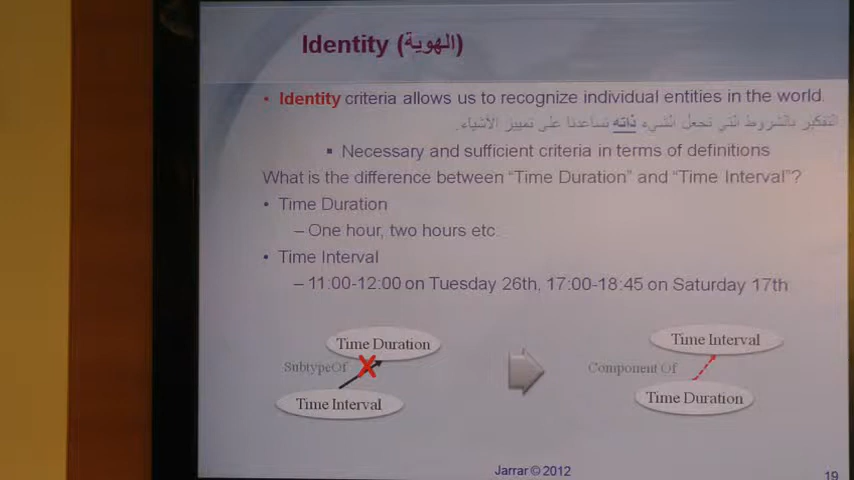 Identity (الهوية)
• Identity criteria allows us to recognize individual entities in the world.
التفكير بالشروط التي تجعل الشيء ذاته تساعدنا على تمييز الأشياء.
▪ Necessary and sufficient criteria in terms of definitions
What is the difference between “Time Duration” and “Time Interval”?
• Time Duration
– One hour, two hours etc.
• Time Interval
– 11:00-12:00 on Tuesday 26th, 17:00-18:45 on Saturday 17th
Time Duration
SubtypeOf
Time Interval
Time Interval
Component Of
Time Duration
Jarrar © 2012
19